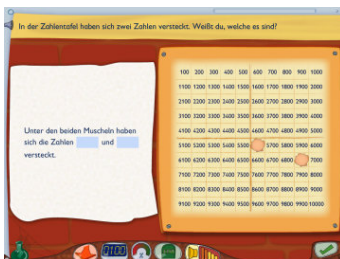 In der Zahlentafel haben sich zwei Zahlen versteckt. Weißt du, welche es sind?
Unter den beiden Muscheln haben
sich die Zahlen und
versteckt.
100 200 300 400 500 600 700 800 900 1000
1100 1200 1300 1400 1500 1600 1700 1800 1900 2000
2100 2200 2300 2400 2500 2600 2700 2800 2900 3000
3100 3200 3300 3400 3500 3600 3700 3800 3900 4000
4100 4200 4300 4400 4500 4600 4700 4800 4900 5000
5100 5200 5300 5400 5500 5700 5800 5900 6000
6100 6200 6300 6400 6500 6600 6700 6800 7000
7100 7200 7300 7400 7500 7600 7700 7800 7900 8000
8100 8200 8300 8400 8500 8600 8700 8800 8900 9000
9100 9200 9300 9400 9500 9600 9700 9800 9900 10000
0100